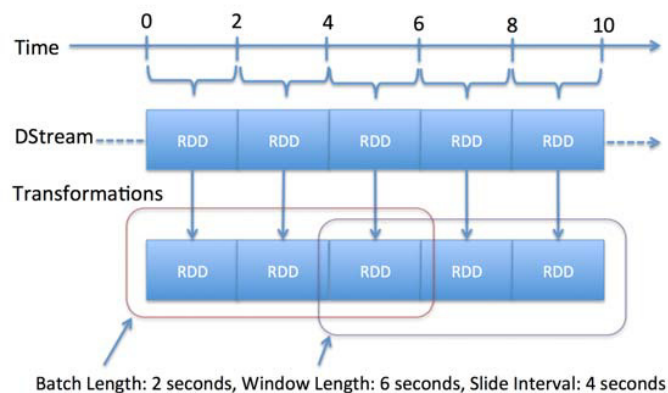 0 2 4 6 8 10
Time
DStream RDD RDD RDD RDD RDD
Transformations
RDD RDD RDD RDD RDD
Batch Length: 2 seconds, Window Length: 6 seconds, Slide Interval: 4 seconds